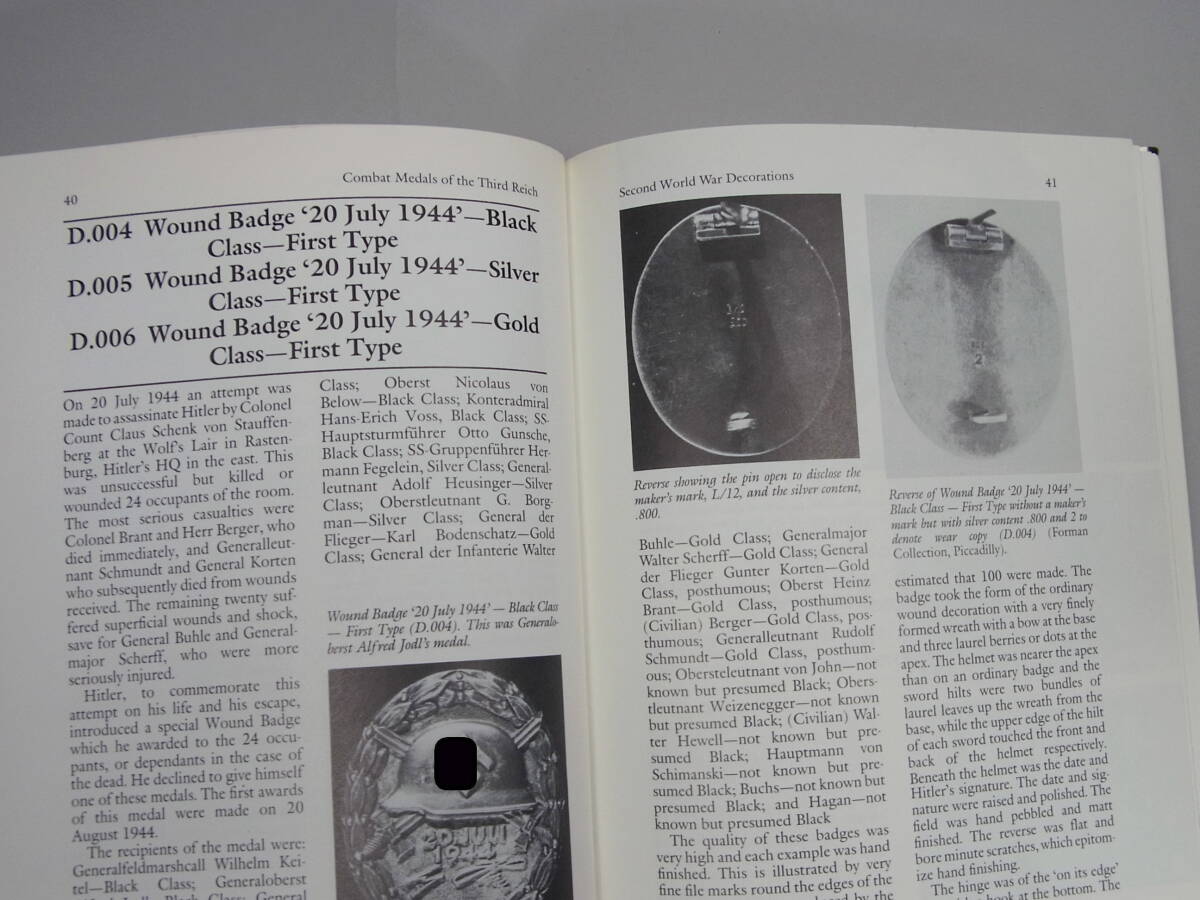 40
Combat Medals of the Third Reich
D.004 Wound Badge ‘20 July 1944’—Black
Class—First Type
D.005 Wound Badge ‘20 July 1944’—Silver
Class—First Type
D.006 Wound Badge ‘20 July 1944’—Gold
Class—First Type
On 20 July 1944 an attempt was
made to assassinate Hitler by Colonel
Count Claus Schenk von Stauffen-
berg at the Wolf's Lair in Rasten-
burg, Hitler's HQ in the east. This
was unsuccessful but killed or
wounded 24 occupants of the room.
The most serious casualties were
Colonel Brant and Herr Berger, who
died immediately, and Generalleut-
nant Schmundt and General Korten
who subsequently died from wounds
received. The remaining twenty suf-
fered superficial wounds and shock,
save for General Buhle and General-
major Scherff, who were more
seriously injured.
Hitler, to commemorate this
attempt on his life and his escape,
introduced a special Wound Badge
which he awarded to the 24 occu-
pants, or dependants in the case of
the dead. He declined to give himself
one of these medals. The first awards
of this medal were made on 20
August 1944.
The recipients of the medal were:
Generalfeldmarshcall Wilhelm Kei-
tel—Black Class; Generaloberst
Alfred Jodl—Black Class; General
Class; Oberst Nicolaus von
Below—Black Class; Konteradmiral
Hans-Erich Voss, Black Class; SS-
Hauptsturmführer Otto Gunsche,
Black Class; SS-Gruppenführer Her-
mann Fegelein, Silver Class; General-
leutnant Adolf Heusinger—Silver
Class; Oberstleutnant G. Borg-
man—Silver Class; General der
Flieger—Karl Bodenschatz—Gold
Class; General der Infanterie Walter
Wound Badge ‘20 July 1944’ — Black Class
— First Type (D.004). This was Generalo-
berst Alfred Jodl's medal.
20 JULI
1944
Second World War Decorations
41
L/12
800
2
Reverse showing the pin open to disclose the
maker's mark, L/12, and the silver content,
.800.
Reverse of Wound Badge ‘20 July 1944’ —
Black Class — First Type without a maker's
mark but with silver content .800 and 2 to
denote wear copy (D.004) (Forman
Collection, Piccadilly).
Buhle—Gold Class; Generalmajor
Walter Scherff—Gold Class; General
der Flieger Gunter Korten—Gold
Class, posthumous; Oberst Heinz
Brant—Gold Class, posthumous;
(Civilian) Berger—Gold Class, pos-
thumous; Generalleutnant Rudolf
Schmundt—Gold Class, posthum-
ous; Obersteleutnant von John—not
known but presumed Black; Obers-
tleutnant Weizenegger—not known
but presumed Black; (Civilian) Wal-
ter Hewell—not known but pre-
sumed Black; Hauptmann von
Schimanski—not known but pre-
sumed Black; Buchs—not known but
presumed Black; and Hagan—not
known but presumed Black
The quality of these badges was
very high and each example was hand
finished. This is illustrated by very
fine file marks round the edges of the
estimated that 100 were made. The
badge took the form of the ordinary
wound decoration with a very finely
formed wreath with a bow at the base
and three laurel berries or dots at the
apex. The helmet was nearer the apex
than on an ordinary badge and the
sword hilts were two bundles of
laurel leaves up the wreath from the
base, while the upper edge of the hilt
of each sword touched the front and
back of the helmet respectively.
Beneath the helmet was the date and
Hitler's signature. The date and sig-
nature were raised and polished. The
field was hand pebbled and matt
finished. The reverse was flat and
bore minute scratches, which epitom-
ize hand finishing.
The hinge was of the ‘on its edge’
hook at the bottom. The